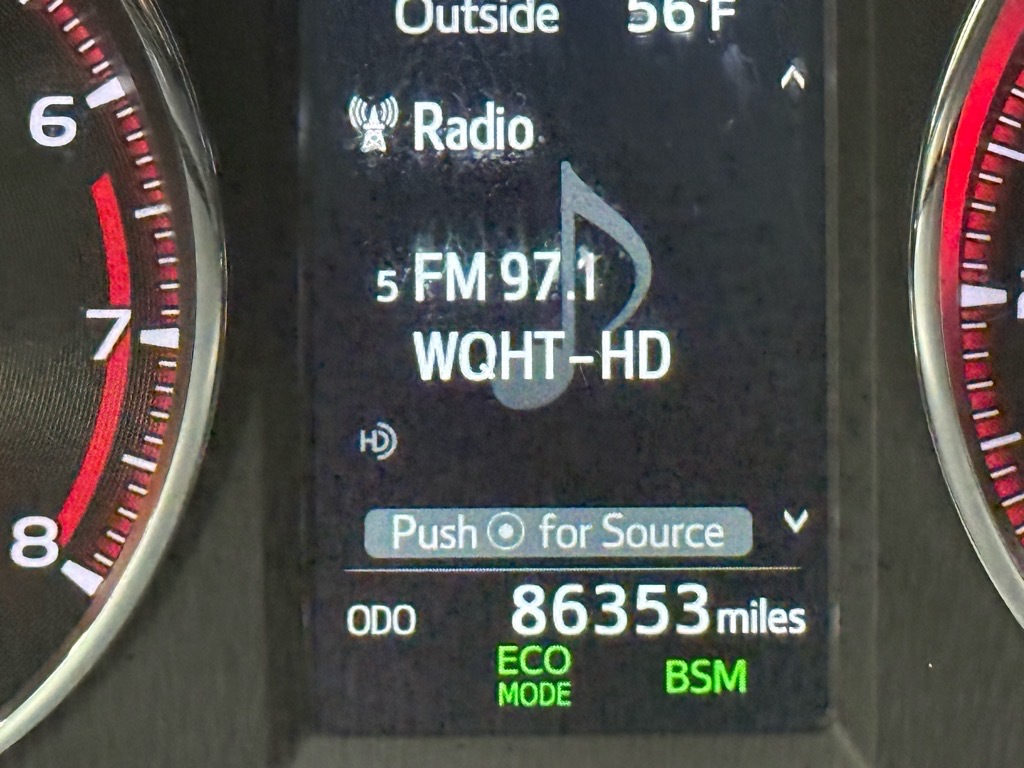 Outside 56°F
6
Radio
5 FM 97.1
7
WQHT-HD
HD
8
Push for Source
ODO 86353 miles
ECO MODE
BSM